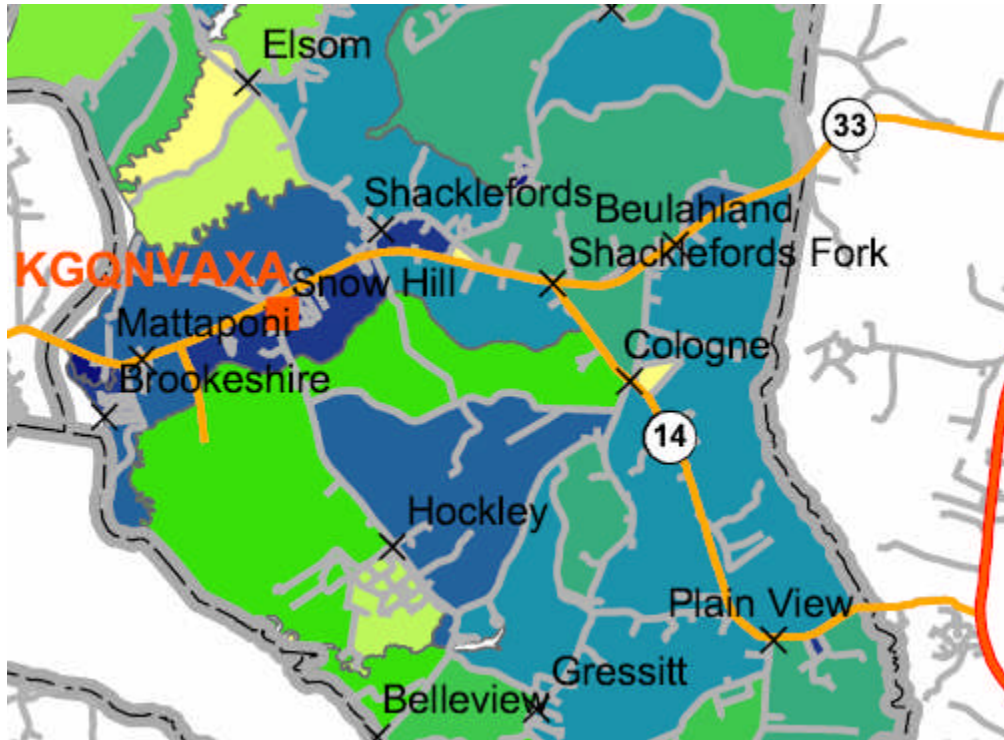 Elsom
33
Shacklefords
Beulahland
Shacklefords Fork
KGQNVAXA
Snow Hill
Mattaponi
Cologne
Brookeshire
14
Hockley
Plain View
Gressitt
Belleview